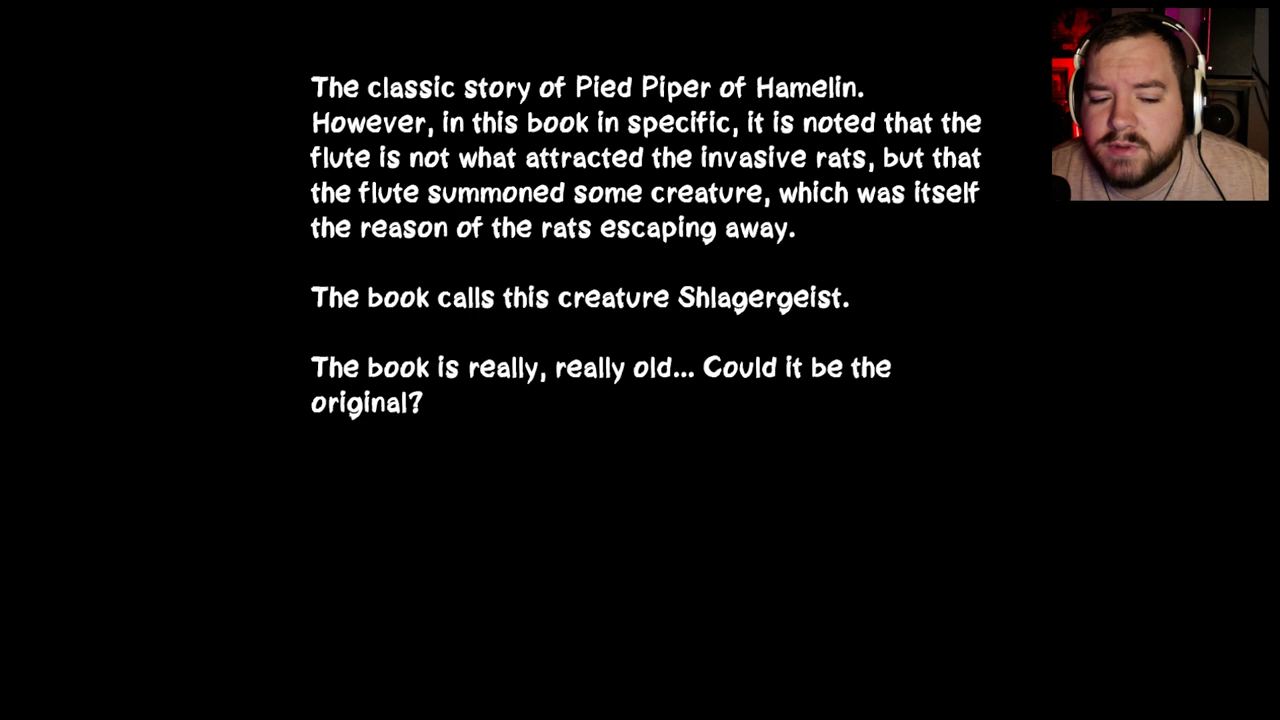 The classic story of Pied Piper of Hamelin.
However, in this book in specific, it is noted that the
flute is not what attracted the invasive rats, but that
the flute summoned some creature, which was itself
the reason of the rats escaping away.
The book calls this creature Shlagergeist.
The book is really, really old... Could it be the
original?